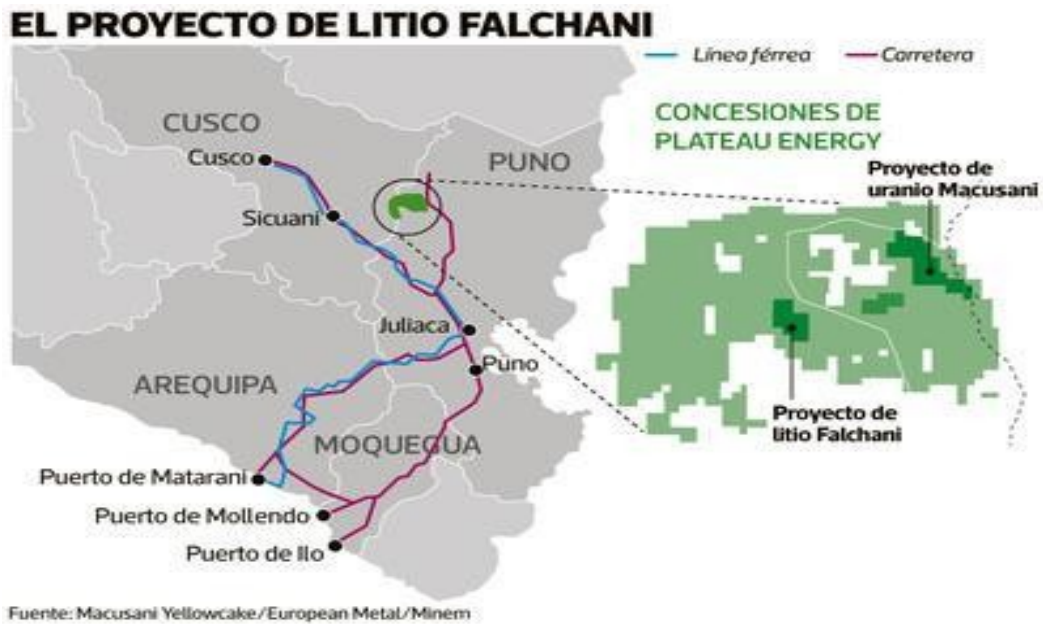 EL PROYECTO DE LITIO FALCHANI
Línea férrea
Carretera
CONCESIONES DE
PLATEAU ENERGY
Proyecto de
uranio Macusani
CUSCO
Cusco
PUNO
Sicuani
Juliaca
Puno
AREQUIPA
MOQUEGUA
Proyecto de
litio Falchani
Puerto de Matarani
Puerto de Mollendo
Puerto de Ilo
Fuente: Macusani Yellowcake/European Metal/Minem